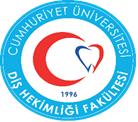 CUMHURİYET ÜNİVERSİTESİ
1996
DİŞ HEKİMLİĞİ FAKÜLTESİ